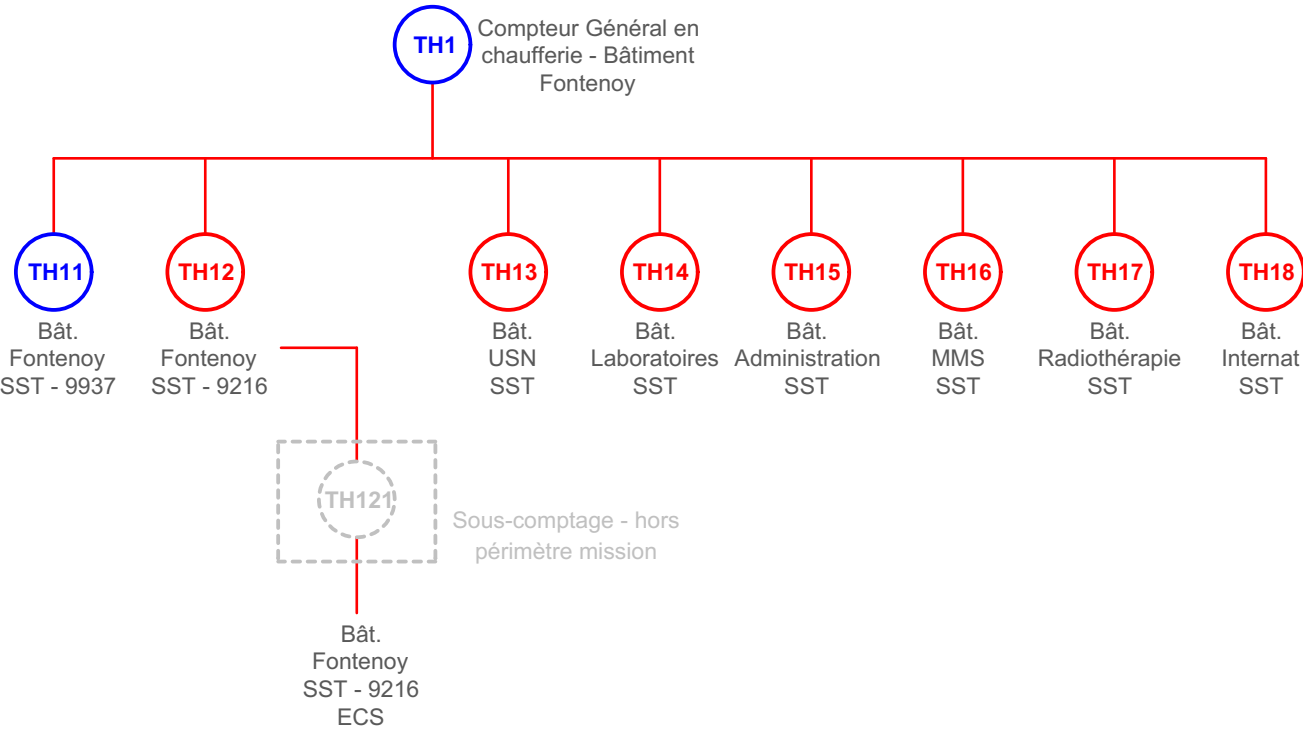 TH1
Compteur Général en
chaufferie - Bâtiment
Fontenoy
TH11
Bât.
Fontenoy
SST - 9937
TH12
Bât.
Fontenoy
SST - 9216
TH13
Bât.
USN
SST
TH14
Bât.
Laboratoires
SST
TH15
Bât.
Administration
SST
TH16
Bât.
MMS
SST
TH17
Bât.
Radiothérapie
SST
TH18
Bât.
Internat
SST
TH121
Sous-comptage - hors
périmètre mission
Bât.
Fontenoy
SST - 9216
ECS